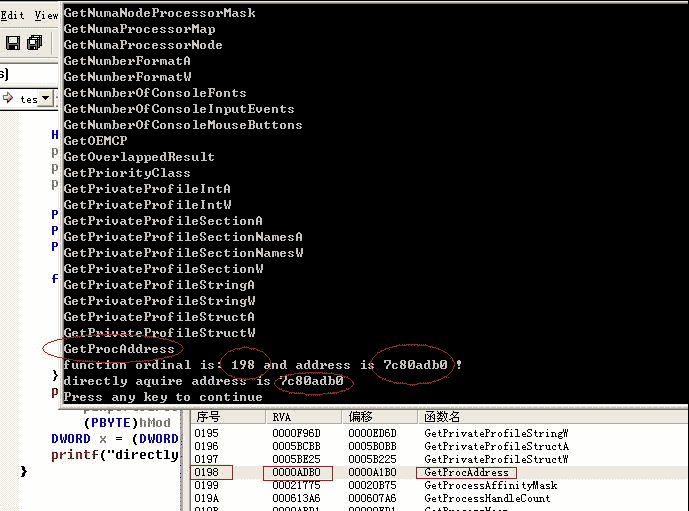 Edit View
GetNumaNodeProcessorMask
GetNumaProcessorMap
GetNumaProcessorNode
GetNumberFormatA
GetNumberFormatW
GetNumberOfConsoleFonts
GetNumberOfConsoleInputEvents
GetNumberOfConsoleMouseButtons
GetOEMCP
GetOverlappedResult
GetPriorityClass
GetPrivateProfileIntA
GetPrivateProfileIntW
GetPrivateProfileSectionA
GetPrivateProfileSectionNamesA
GetPrivateProfileSectionNamesW
GetPrivateProfileSectionW
GetPrivateProfileStringA
GetPrivateProfileStringW
GetPrivateProfileStructA
GetPrivateProfileStructW
GetProcAddress
function ordinal is: 198 and address is 7c80adb0 !
directly aquire address is 7c80adb0
Press any key to continue
s]
tes
H
p
p
p
P
P
P
f
}
p
(PBYTE)hMod
DWORD x = (DWORD
printf("directly
}
序号 RVA 偏移 函数名
0195 0000F96D 0000ED6D GetPrivateProfileStringW
0196 0005BCBB 0005B0BB GetPrivateProfileStructA
0197 0005BE25 0005B225 GetPrivateProfileStructW
0198 0000ADB0 0000A1B0 GetProcAddress
0199 00021775 00020B75 GetProcessAffinityMask
019A 000613A6 000607A6 GetProcessHandleCount